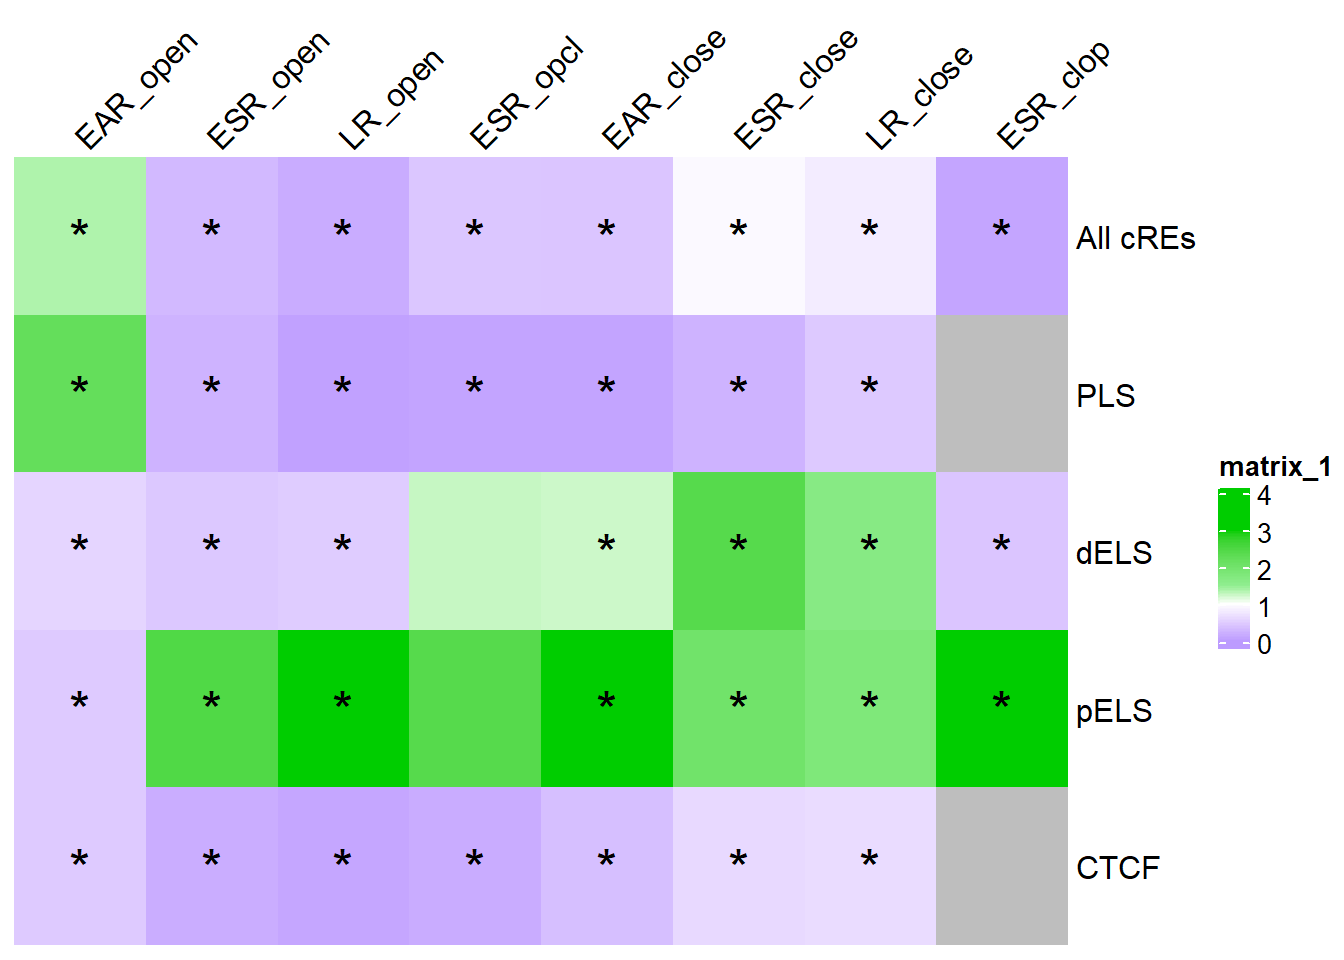 EAR_open ESR_open LR_open ESR_opcl EAR_close ESR_close LR_close ESR_clop
* * * * * * * * All cREs
* * * * * * * PLS
* * * * * * * dELS
* * * * * * * pELS
* * * * * * * CTCF
matrix_1
4
3
2
1
0